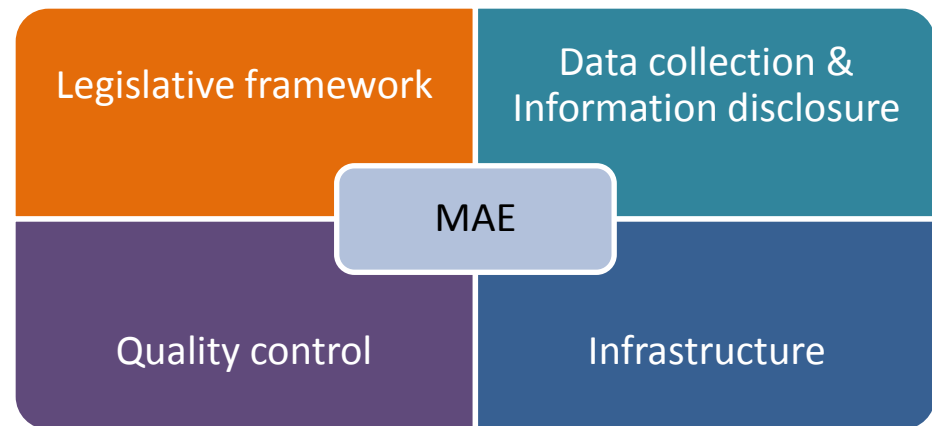 Legislative framework
Data collection &
Information disclosure
MAE
Quality control
Infrastructure